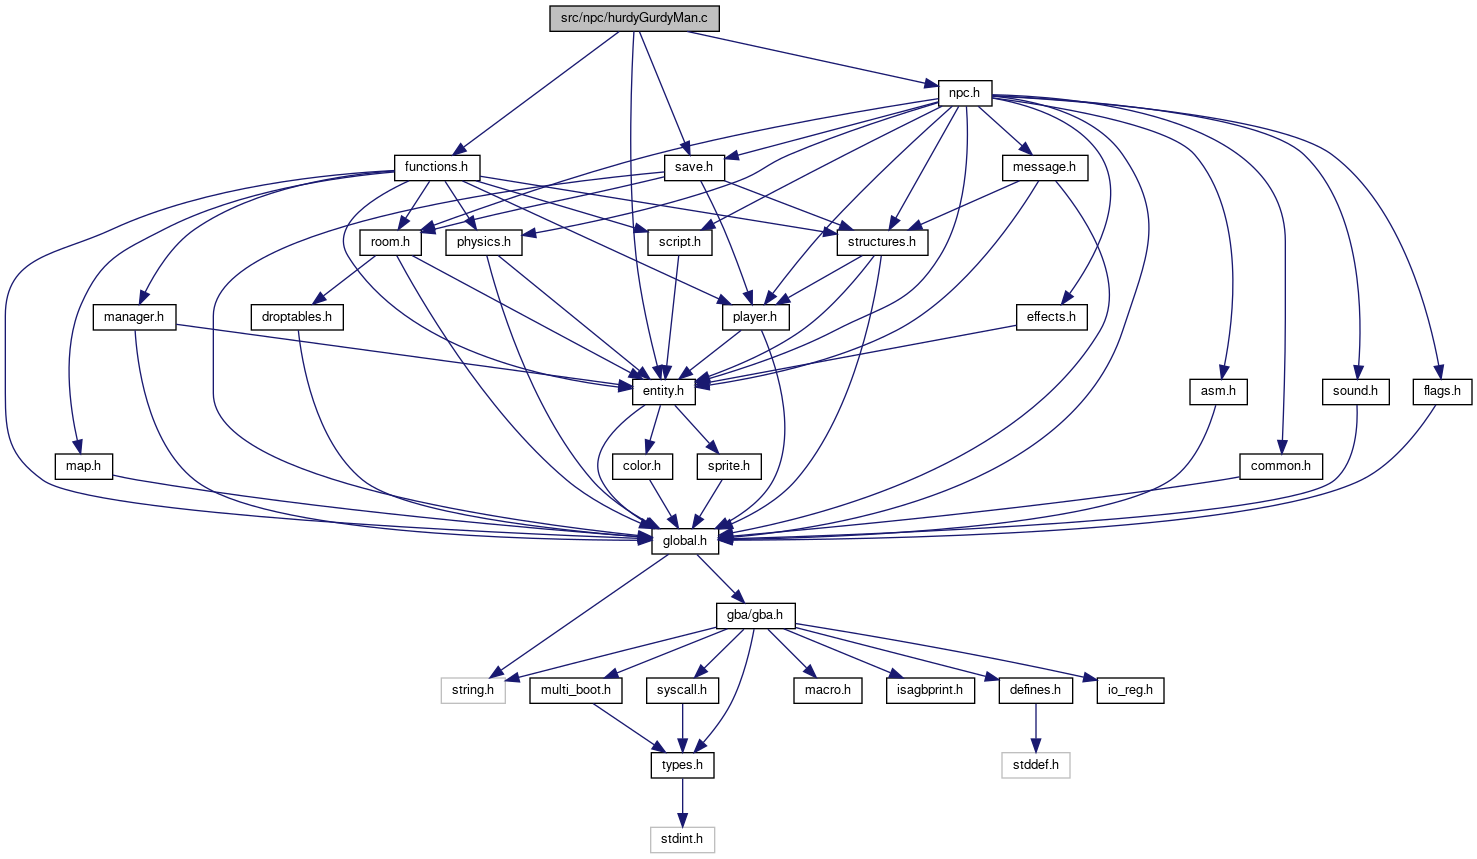 src/npc/hurdyGurdyMan.c
npc.h
functions.h
save.h
message.h
room.h
physics.h
script.h
structures.h
manager.h
droptables.h
player.h
effects.h
entity.h
asm.h
sound.h
flags.h
map.h
color.h
sprite.h
common.h
global.h
gba/gba.h
string.h
multi_boot.h
syscall.h
macro.h
isagbprint.h
defines.h
io_reg.h
types.h
stddef.h
stdint.h